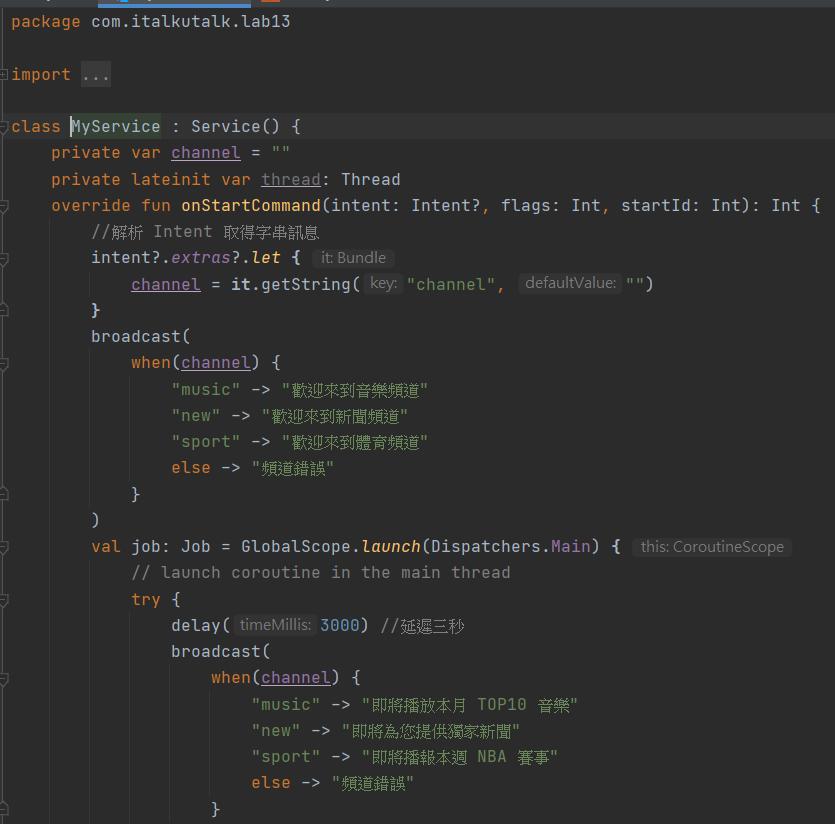 package com.italkutalk.lab13
import ...
class MyService : Service() {
    private var channel = ""
    private lateinit var thread: Thread
    override fun onStartCommand(intent: Intent?, flags: Int, startId: Int): Int {
        //解析 Intent 取得字串訊息
        intent?.extras?.let { it: Bundle
            channel = it.getString( key: "channel", defaultValue: "")
        }
        broadcast(
            when(channel) {
                "music" -> "歡迎來到音樂頻道"
                "new" -> "歡迎來到新聞頻道"
                "sport" -> "歡迎來到體育頻道"
                else -> "頻道錯誤"
            }
        )
        val job: Job = GlobalScope.launch(Dispatchers.Main) { this: CoroutineScope
            // launch coroutine in the main thread
            try {
                delay( timeMillis: 3000) //延遲三秒
                broadcast(
                    when(channel) {
                        "music" -> "即將播放本月 TOP10 音樂"
                        "new" -> "即將為您提供獨家新聞"
                        "sport" -> "即將播報本週 NBA 賽事"
                        else -> "頻道錯誤"
                    }